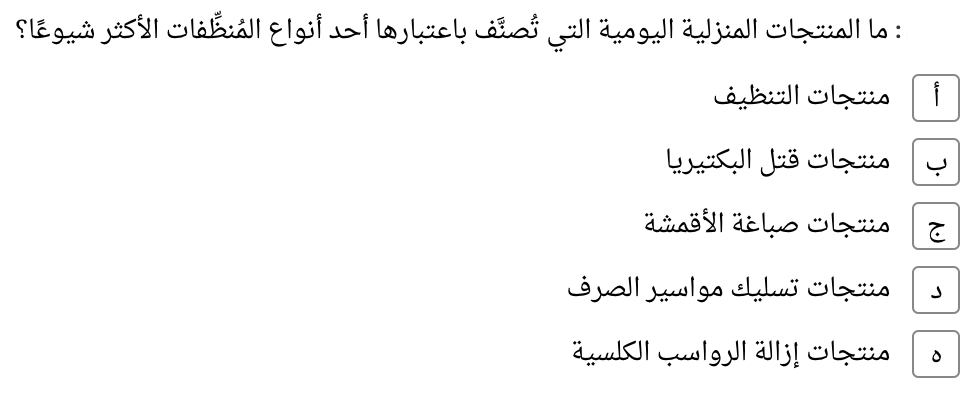 : ما المنتجات المنزلية اليومية التي تُصنَّف باعتبارها أحد أنواع المُنظِّفات الأكثر شيوعًا؟
أ منتجات التنظيف
ب منتجات قتل البكتيريا
ج منتجات صباغة الأقمشة
د منتجات تسليك مواسير الصرف
ه منتجات إزالة الرواسب الكلسية